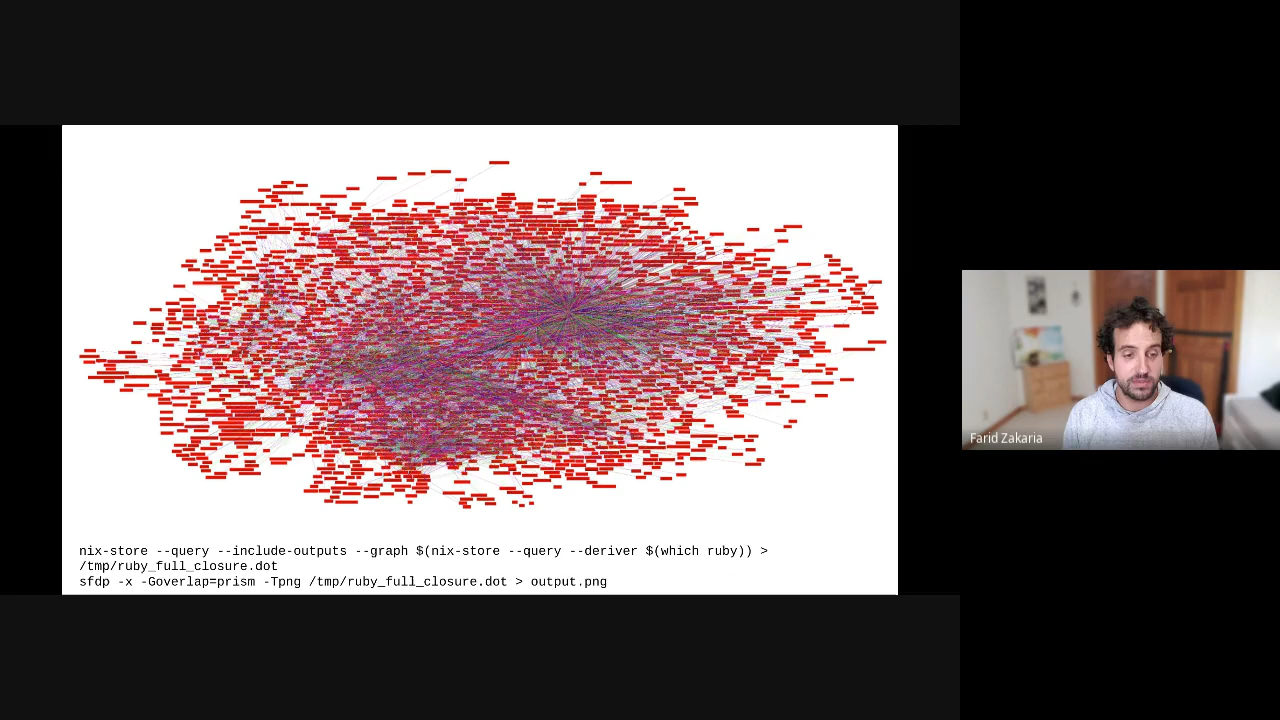 nix-store --query --include-outputs --graph $(nix-store --query --deriver $(which ruby)) >
/tmp/ruby_full_closure.dot
sfdp -x -Goverlap=prism -Tpng /tmp/ruby_full_closure.dot > output.png
Farid Zakaria